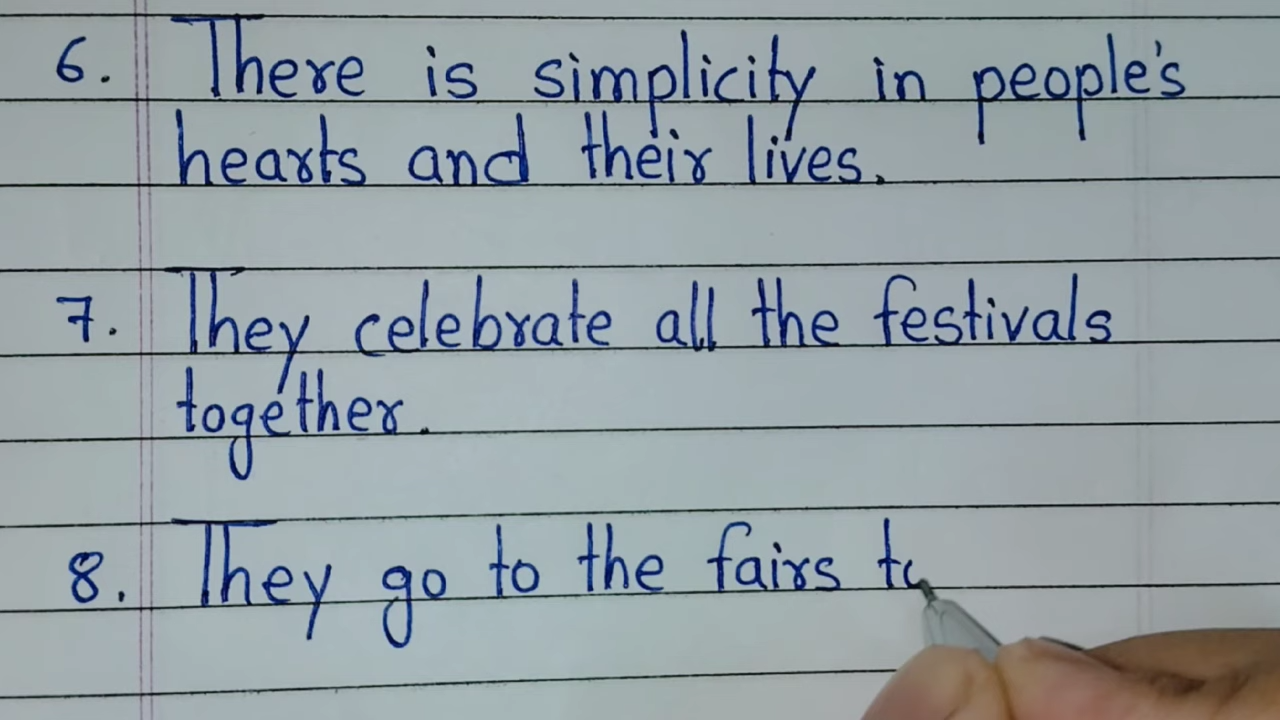 6. There is simplicity in people's
hearts and their lives.
7. They celebrate all the festivals
together.
8. They go to the fairs to